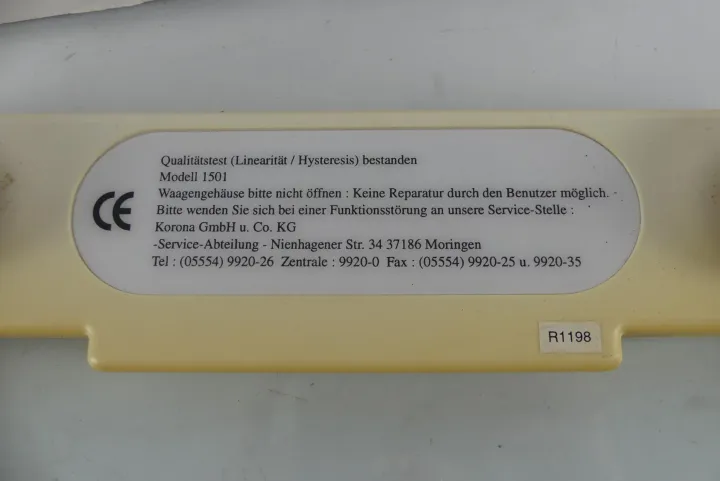 Qualitätstest (Linearität / Hysteresis) bestanden
Modell 1501
Waagengehäuse bitte nicht öffnen : Keine Reparatur durch den Benutzer möglich. -
Bitte wenden Sie sich bei einer Funktionsstörung an unsere Service-Stelle :
CE
Korona GmbH u. Co. KG
-Service-Abteilung - Nienhagener Str. 34 37186 Moringen
Tel : (05554) 9920-26 Zentrale : 9920-0 Fax : (05554) 9920-25 u. 9920-35
R1198